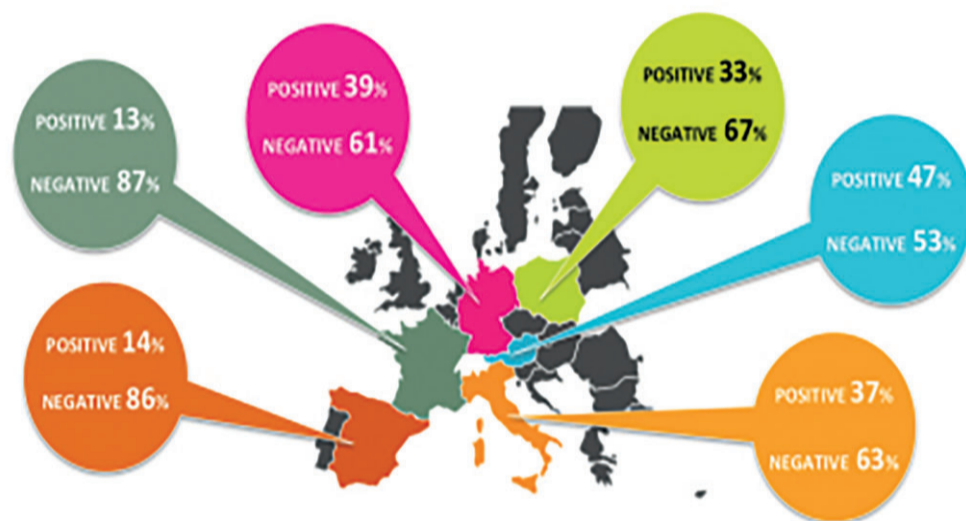 POSITIVE 13%
NEGATIVE 87%
POSITIVE 39%
NEGATIVE 61%
POSITIVE 33%
NEGATIVE 67%
POSITIVE 47%
NEGATIVE 53%
POSITIVE 14%
NEGATIVE 86%
POSITIVE 37%
NEGATIVE 63%